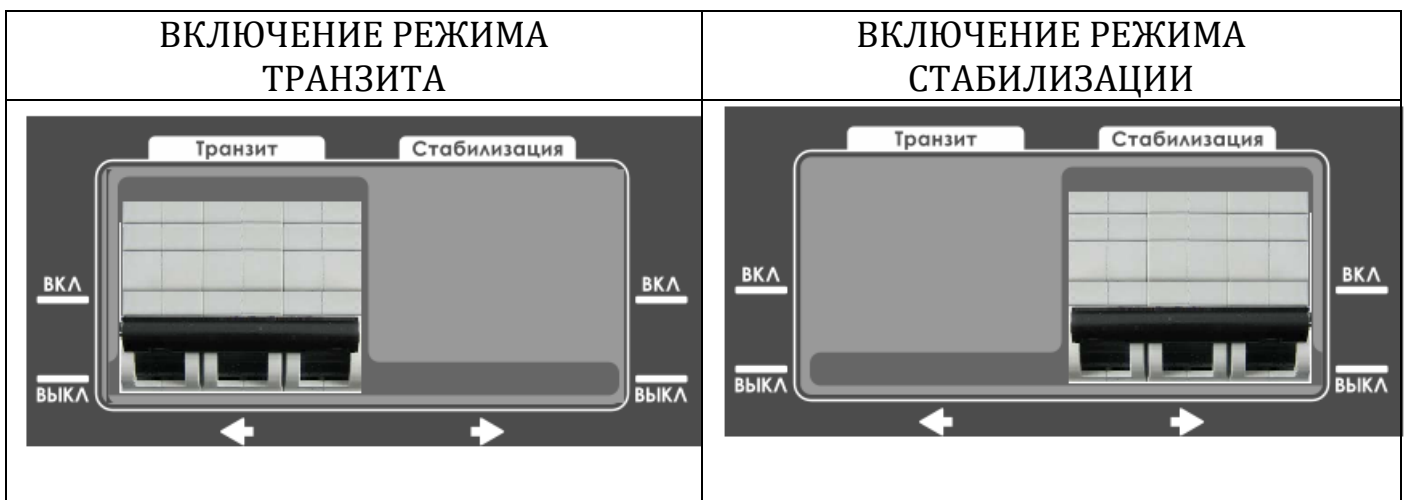 ВКЛЮЧЕНИЕ РЕЖИМА
ТРАНЗИТА
ВКЛЮЧЕНИЕ РЕЖИМА
СТАБИЛИЗАЦИИ
Транзит
Стабилизация
ВКЛ
ВКЛ
ВЫКЛ
ВЫКЛ
Транзит
Стабилизация
ВКЛ
ВКЛ
ВЫКЛ
ВЫКЛ